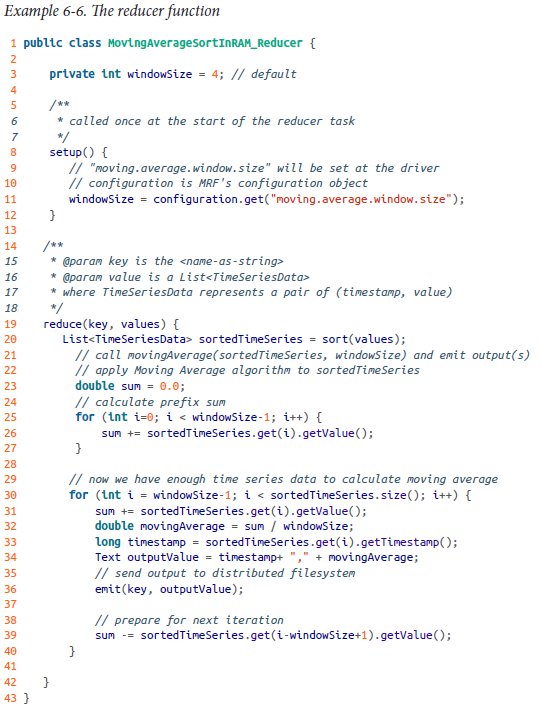 Example 6-6. The reducer function
1 public class MovingAverageSortInRAM_Reducer {
2
3     private int windowSize = 4; // default
4
5     /**
6      * called once at the start of the reducer task
7      */
8     setup() {
9        // "moving.average.window.size" will be set at the driver
10        // configuration is MRF's configuration object
11        windowSize = configuration.get("moving.average.window.size");
12     }
13
14    /**
15     * @param key is the <name-as-string>
16     * @param value is a List<TimeSeriesData>
17     * where TimeSeriesData represents a pair of (timestamp, value)
18     */
19    reduce(key, values) {
20       List<TimeSeriesData> sortedTimeSeries = sort(values);
21         // call movingAverage(sortedTimeSeries, windowSize) and emit output(s)
22         // apply Moving Average algorithm to sortedTimeSeries
23         double sum = 0.0;
24         // calculate prefix sum
25         for (int i=0; i < windowSize-1; i++) {
26             sum += sortedTimeSeries.get(i).getValue();
27         }
28
29        // now we have enough time series data to calculate moving average
30        for (int i = windowSize-1; i < sortedTimeSeries.size(); i++) {
31            sum += sortedTimeSeries.get(i).getValue();
32            double movingAverage = sum / windowSize;
33            long timestamp = sortedTimeSeries.get(i).getTimestamp();
34            Text outputValue = timestamp+ "," + movingAverage;
35            // send output to distributed filesystem
36            emit(key, outputValue);
37
38            // prepare for next iteration
39            sum -= sortedTimeSeries.get(i-windowSize+1).getValue();
40        }
41
42    }
43 }